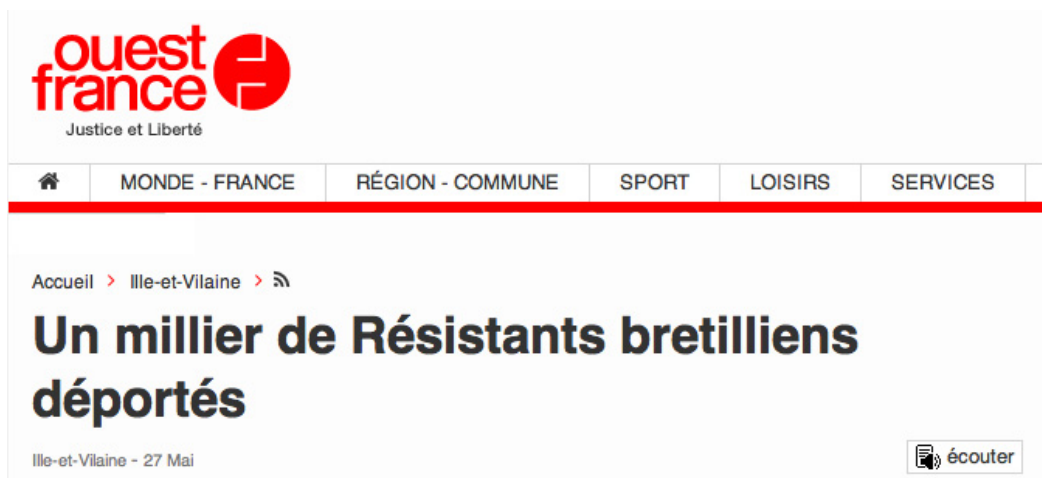 ouest
france
Justice et Liberté
MONDE - FRANCE RÉGION - COMMUNE SPORT LOISIRS SERVICES
Accueil > Ille-et-Vilaine >
Un millier de Résistants bretilliens
déportés
Ille-et-Vilaine - 27 Mai écouter